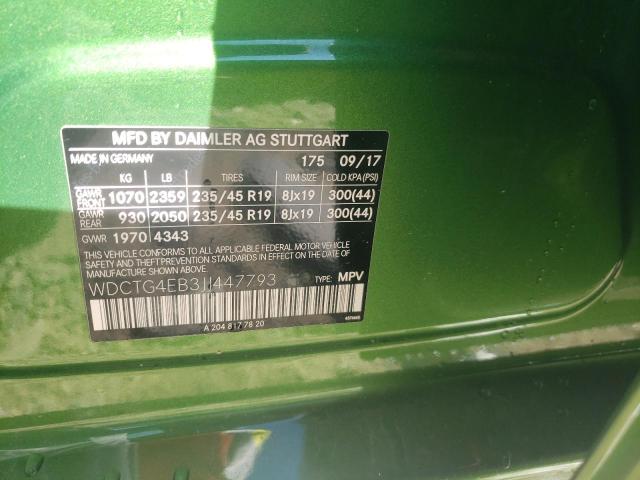 MFD BY DAIMLER AG STUTTGART
MADE IN GERMANY 175 09/17
KG LB TIRES RIM SIZE COLD KPA(PSI)
GAWR FRONT 1070 2359 235/45 R19 8Jx19 300(44)
GAWR REAR 930 2050 235/45 R19 8Jx19 300(44)
GVWR 1970 4343
THIS VEHICLE CONFORMS TO ALL APPLICABLE FEDERAL MOTOR VEHICLE
SAFETY STANDARDS IN EFFECT ON THE DATE OF MANUFACTURE SHOWN ABOVE.
WDCTG4EB3JJ447793 TYPE: MPV
A 204 817 78 20